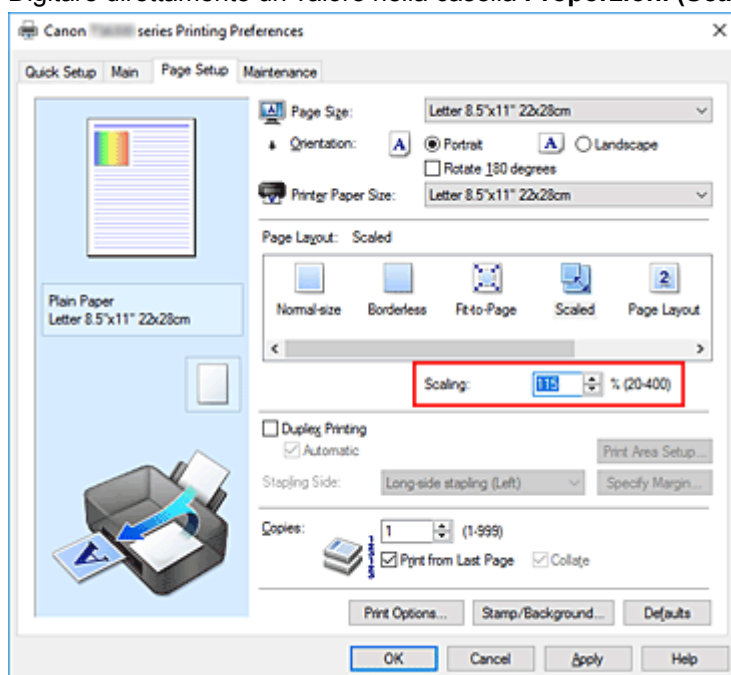 Digitare direttamente un valore nella casella
Canon series Printing Preferences
Quick Setup Main Page Setup Maintenance
Page Size: Letter 8.5"x11" 22x28cm
Orientation: A Portrait A Landscape
Rotate 180 degrees
Printer Paper Size: Letter 8.5"x11" 22x28cm
Page Layout: Scaled
2
Normal-size Borderless Fit-to-Page Scaled Page Layout
Plain Paper
Letter 8.5"x11" 22x28cm
Scaling: 115 % (20-400)
Duplex Printing
Automatic
Print Area Setup...
Stapling Side: Long-side stapling (Left) Specify Margin...
Copies: 1 (1-999)
Print from Last Page Collate
A
Print Options... Stamp/Background... Defaults
OK Cancel Apply Help